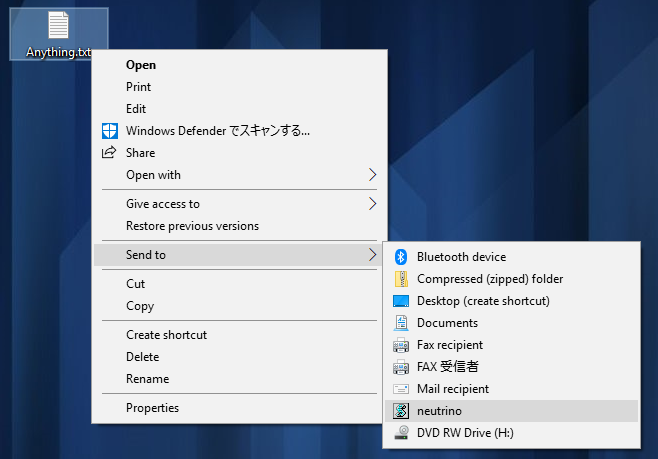 Anything.txt
Open
Print
Edit
Windows Defender でスキャンする...
Share
Open with
Give access to
Restore previous versions
Send to
Cut
Copy
Create shortcut
Delete
Rename
Properties
Bluetooth device
Compressed (zipped) folder
Desktop (create shortcut)
Documents
Fax recipient
FAX 受信者
Mail recipient
neutrino
DVD RW Drive (H:)